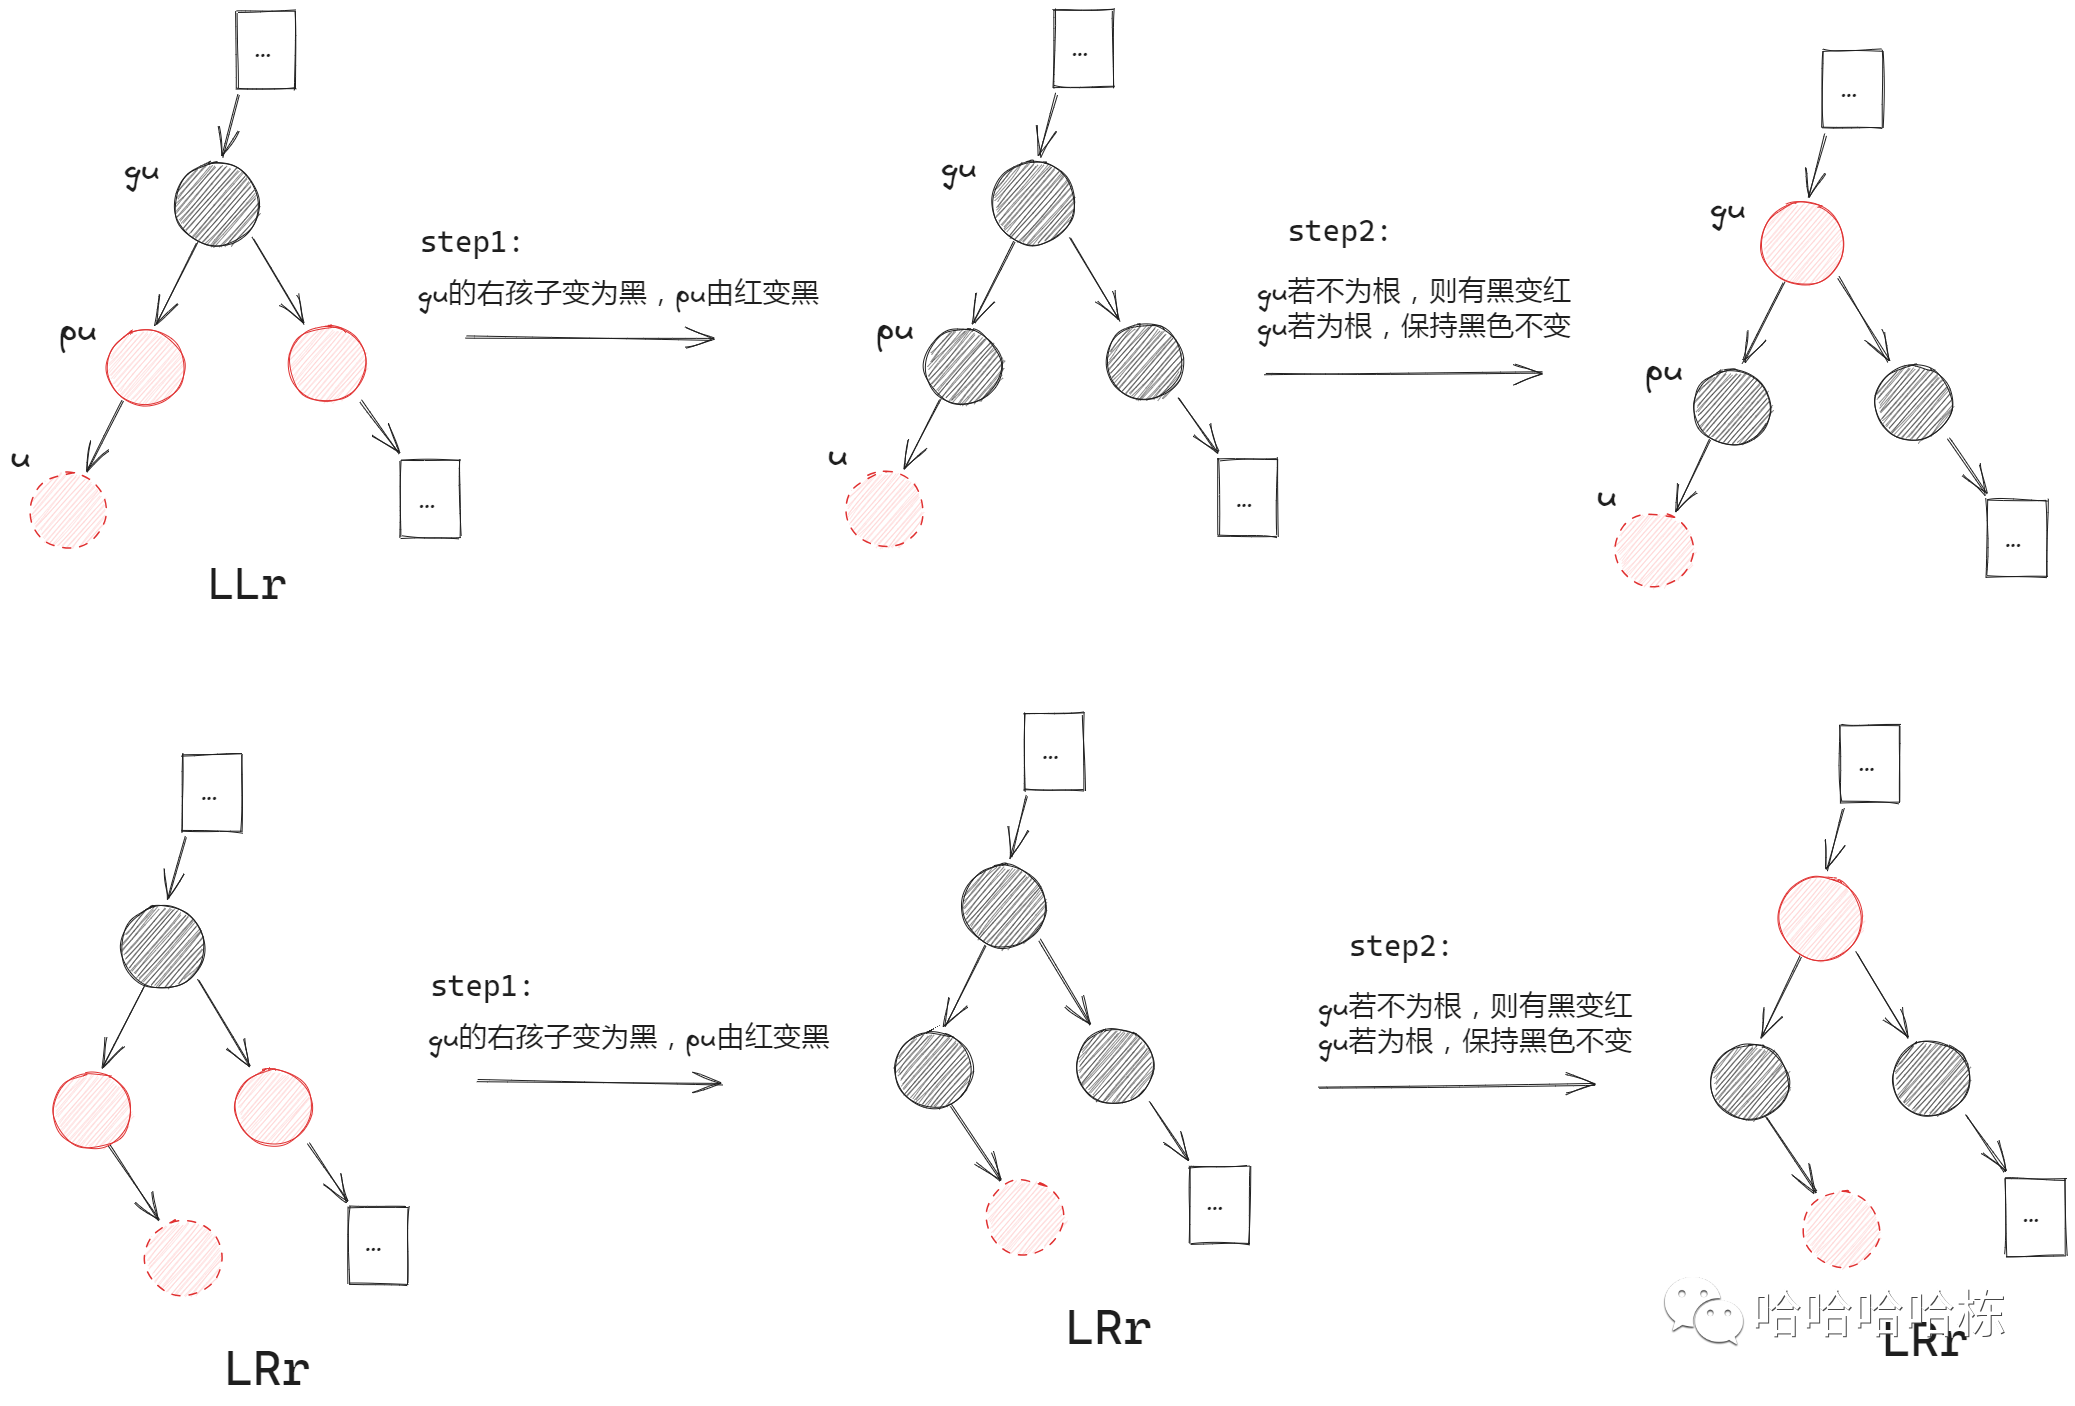 ...
...
...
gu
gu
gu
step1:
gu的右孩子变为黑，pu由红变黑
step2:
gu若不为根，则有黑变红
gu若为根，保持黑色不变
pu
pu
pu
u
u
u
...
...
...
LLr
...
...
...
step1:
gu的右孩子变为黑，pu由红变黑
step2:
gu若不为根，则有黑变红
gu若为根，保持黑色不变
...
...
...
LRr
LRr
LRr
哈哈哈哈栋